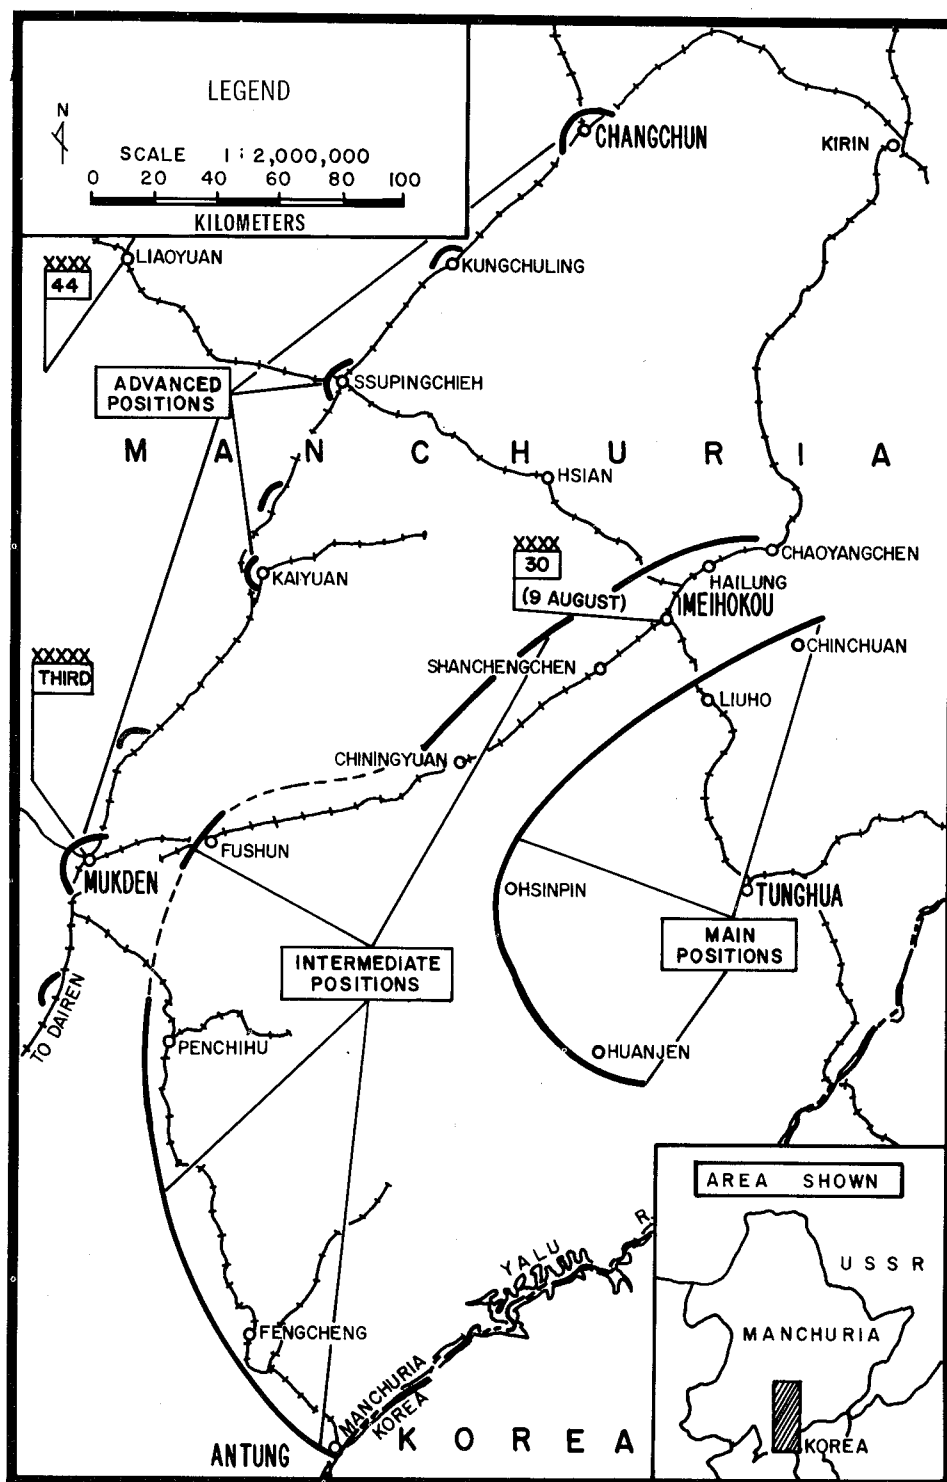 LEGEND
N
SCALE 1:2,000,000
0 20 40 60 80 100
KILOMETERS
CHANGCHUN
KIRIN
LIAOYUAN
XXXX
44
KUNGCHULING
ADVANCED
POSITIONS
SSUPINGCHIEH
MANCHURIA
HSIAN
XXXX
30
(9 AUGUST)
CHAOYANGCHEN
KAIYUAN
HAILUNG
IMEIHOKOU
CHINCHUAN
XXXXX
THIRD
SHANCHENGCHEN
LIUHO
CHININGYUAN
FUSHUN
MUKDEN
HSINPIN
TUNGHUA
MAIN
POSITIONS
INTERMEDIATE
POSITIONS
TO DAIREN
PENCHIHU
HUANJEN
AREA SHOWN
USSR
MANCHURIA
KOREA
YALU R.
FENGCHENG
MANCHURIA
KOREA
ANTUNG
KOREA